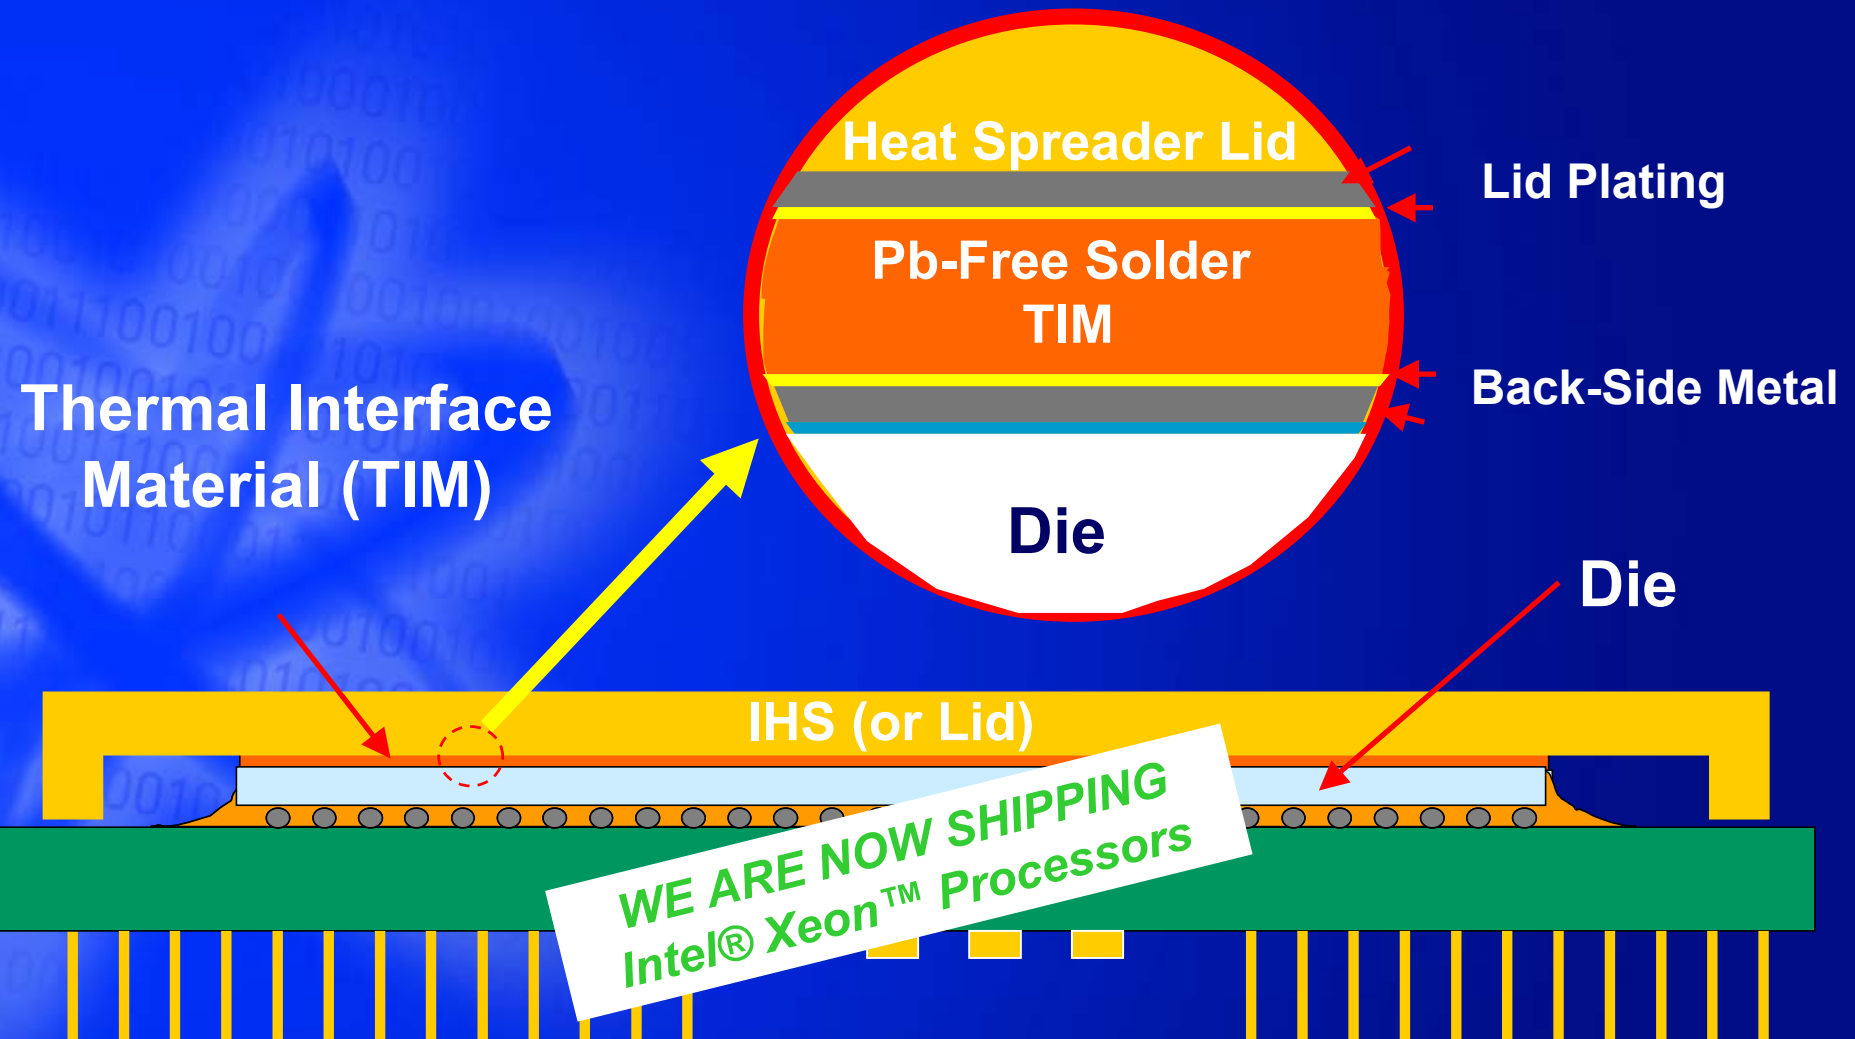 Heat Spreader Lid
Lid Plating
Pb-Free Solder
TIM
Back-Side Metal
Thermal Interface
Material (TIM)
Die
Die
IHS (or Lid)
WE ARE NOW SHIPPING
Intel® Xeon™ Processors